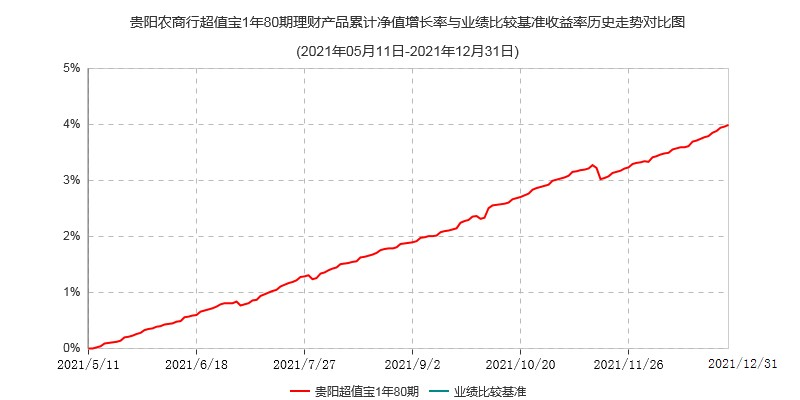 贵阳农商行超值宝1年80期理财产品累计净值增长率与业绩比较基准收益率历史走势对比图
(2021年05月11日-2021年12月31日)
5%
4%
3%
2%
1%
0%
2021/5/11 2021/6/18 2021/7/27 2021/9/2 2021/10/20 2021/11/26 2021/12/31
贵阳超值宝1年80期 业绩比较基准